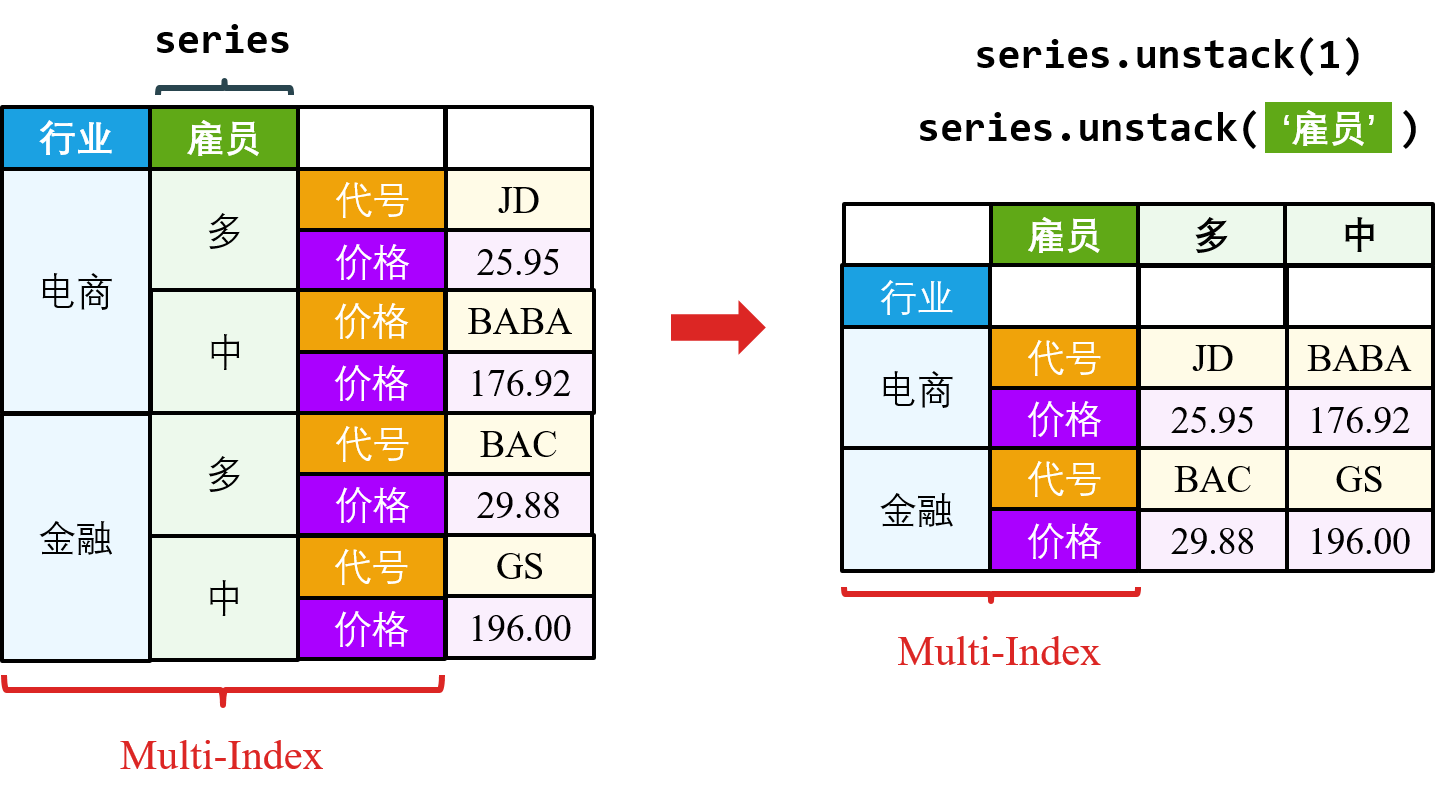 series
行业 雇员
电商 多 代号 JD
价格 25.95
中 价格 BABA
价格 176.92
金融 多 代号 BAC
价格 29.88
中 代号 GS
价格 196.00
Multi-Index
series.unstack(1)
series.unstack(‘雇员’)
雇员 多 中
行业
电商 代号 JD BABA
价格 25.95 176.92
金融 代号 BAC GS
价格 29.88 196.00
Multi-Index